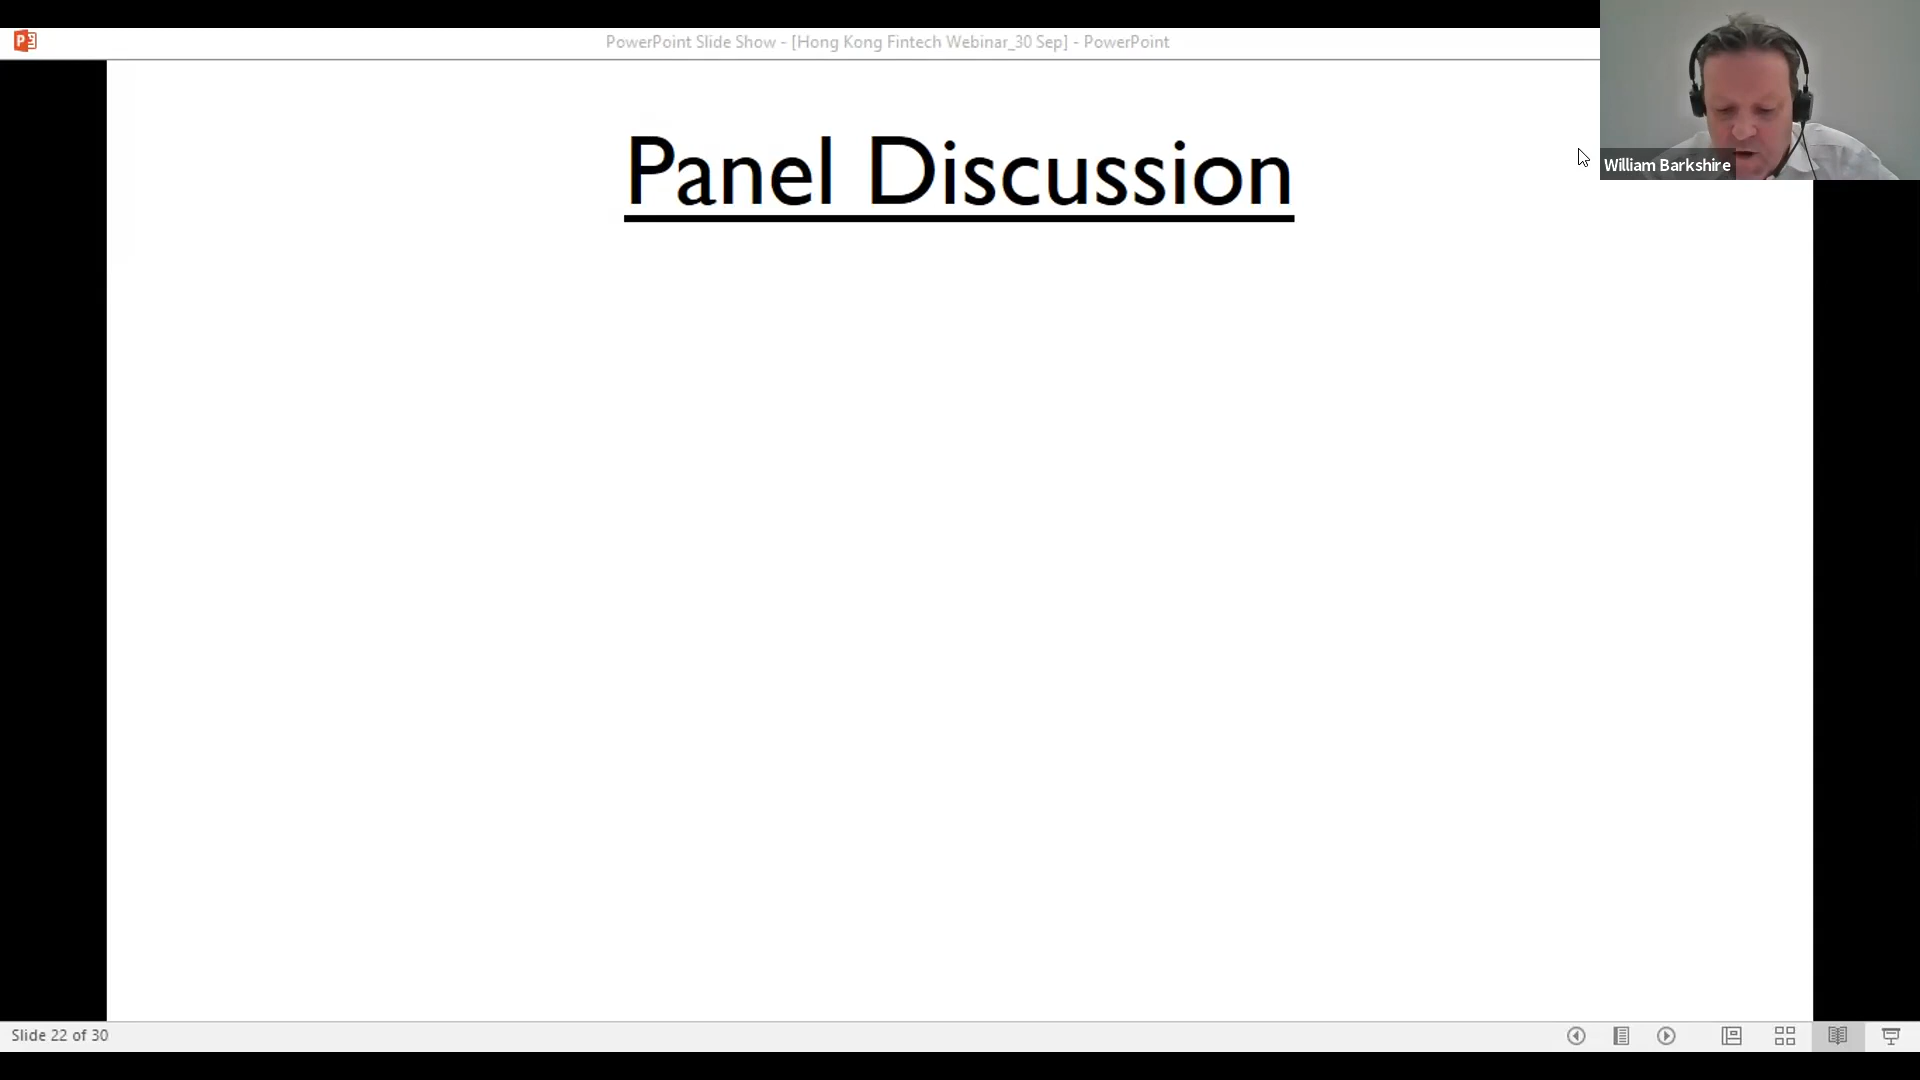 PowerPoint Slide Show - [Hong Kong Fintech Webinar_30 Sep] - PowerPoint
Panel Discussion
William Barkshire
Slide 22 of 30